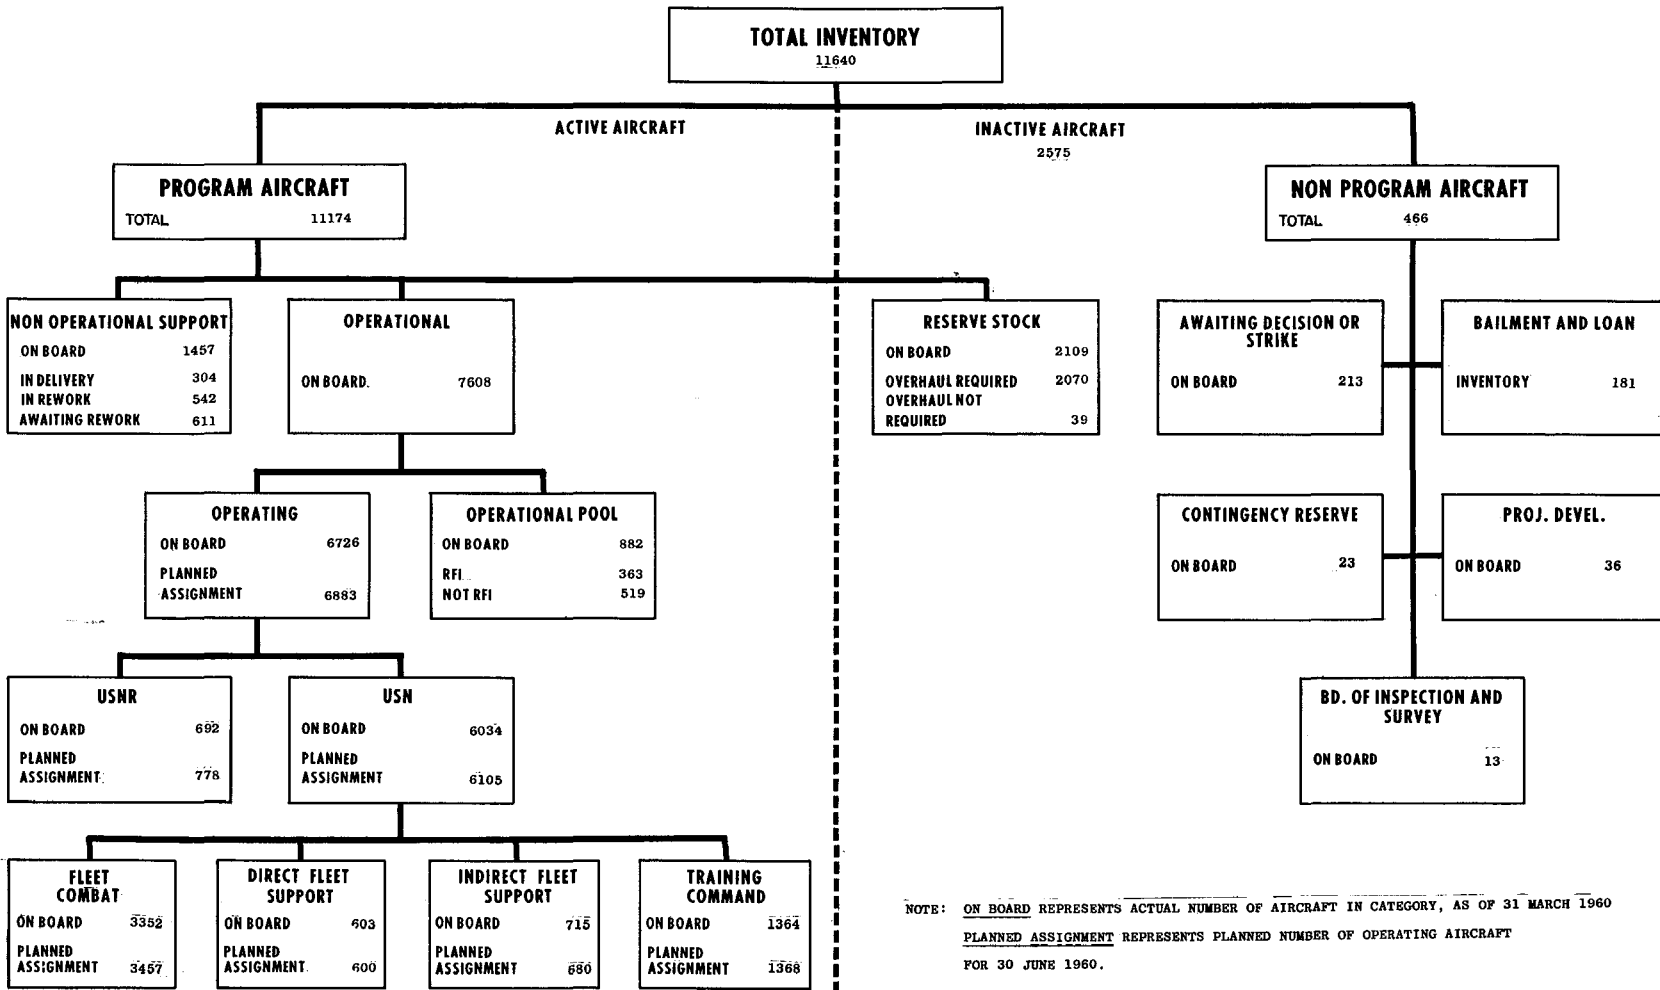 TOTAL INVENTORY
11640
ACTIVE AIRCRAFT
INACTIVE AIRCRAFT
2575
PROGRAM AIRCRAFT
TOTAL 11174
NON PROGRAM AIRCRAFT
TOTAL 466
NON OPERATIONAL SUPPORT
ON BOARD 1457
IN DELIVERY 304
IN REWORK 542
AWAITING REWORK 611
OPERATIONAL
ON BOARD. 7608
RESERVE STOCK
ON BOARD 2109
OVERHAUL REQUIRED 2070
OVERHAUL NOT
REQUIRED 39
AWAITING DECISION OR
STRIKE
ON BOARD 213
BAILMENT AND LOAN
INVENTORY 181
OPERATING
ON BOARD 6726
PLANNED
ASSIGNMENT 6883
OPERATIONAL POOL
ON BOARD 882
RFI 363
NOT RFI 519
CONTINGENCY RESERVE
ON BOARD 23
PROJ. DEVEL.
ON BOARD 36
USNR
ON BOARD 692
PLANNED
ASSIGNMENT 778
USN
ON BOARD 6034
PLANNED
ASSIGNMENT 6105
BD. OF INSPECTION AND
SURVEY
ON BOARD 13
FLEET
COMBAT
ON BOARD 3352
PLANNED
ASSIGNMENT 3457
DIRECT FLEET
SUPPORT
ON BOARD 603
PLANNED
ASSIGNMENT 600
INDIRECT FLEET
SUPPORT
ON BOARD 715
PLANNED
ASSIGNMENT 680
TRAINING
COMMAND
ON BOARD 1364
PLANNED
ASSIGNMENT 1368
NOTE: ON BOARD REPRESENTS ACTUAL NUMBER OF AIRCRAFT IN CATEGORY, AS OF 31 MARCH 1960
PLANNED ASSIGNMENT REPRESENTS PLANNED NUMBER OF OPERATING AIRCRAFT
FOR 30 JUNE 1960.